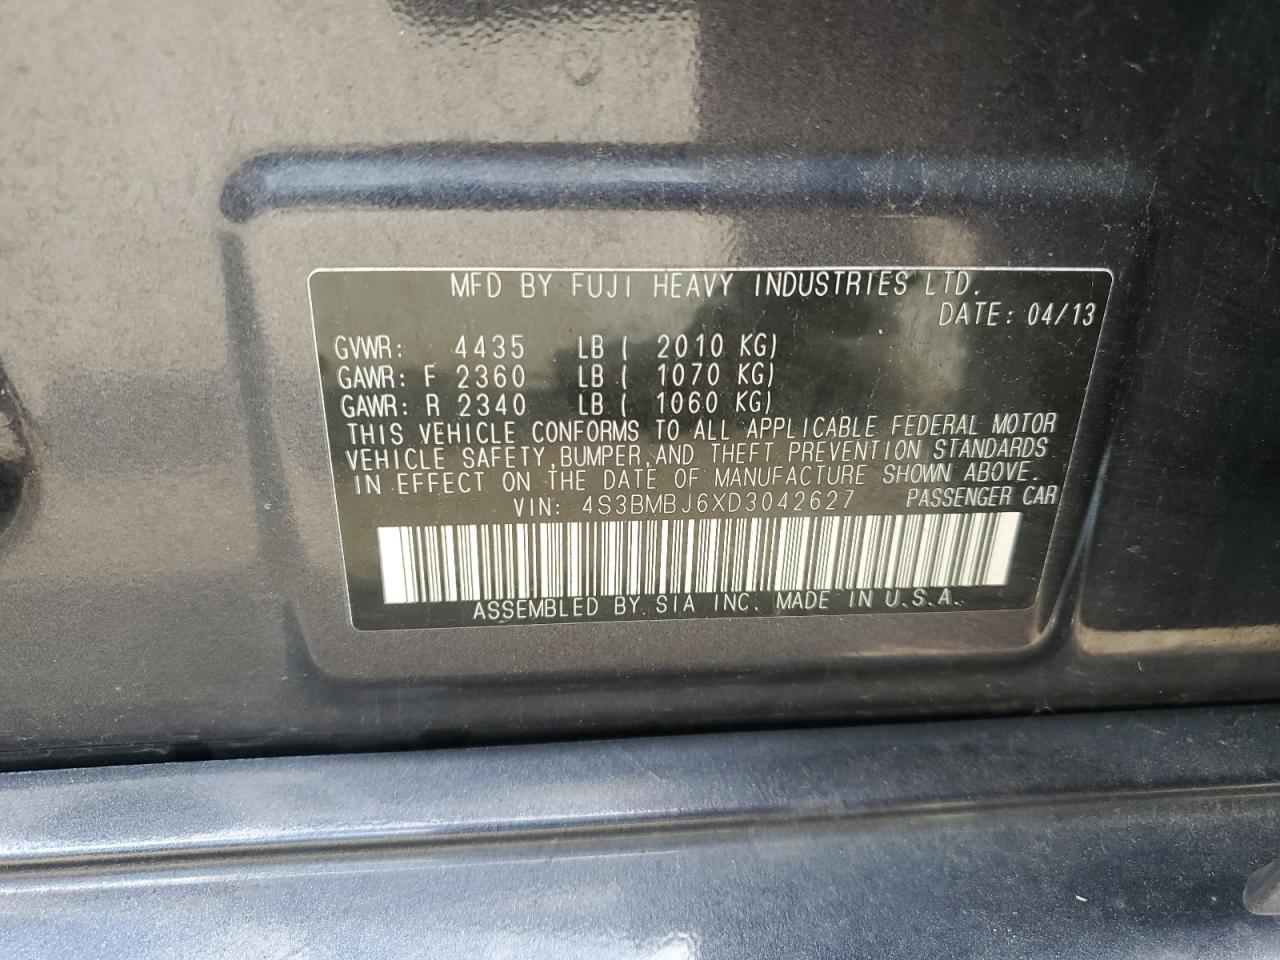 MFD BY FUJI HEAVY INDUSTRIES LTD.
DATE: 04/13
GVWR: 4435 LB ( 2010 KG)
GAWR: F 2360 LB ( 1070 KG)
GAWR: R 2340 LB ( 1060 KG)
THIS VEHICLE CONFORMS TO ALL APPLICABLE FEDERAL MOTOR
VEHICLE SAFETY,BUMPER,AND THEFT PREVENTION STANDARDS
IN EFFECT ON THE DATE OF MANUFACTURE SHOWN ABOVE.
VIN: 4S3BMBJ6XD3042627 PASSENGER CAR
ASSEMBLED BY SIA INC. MADE IN U.S.A.